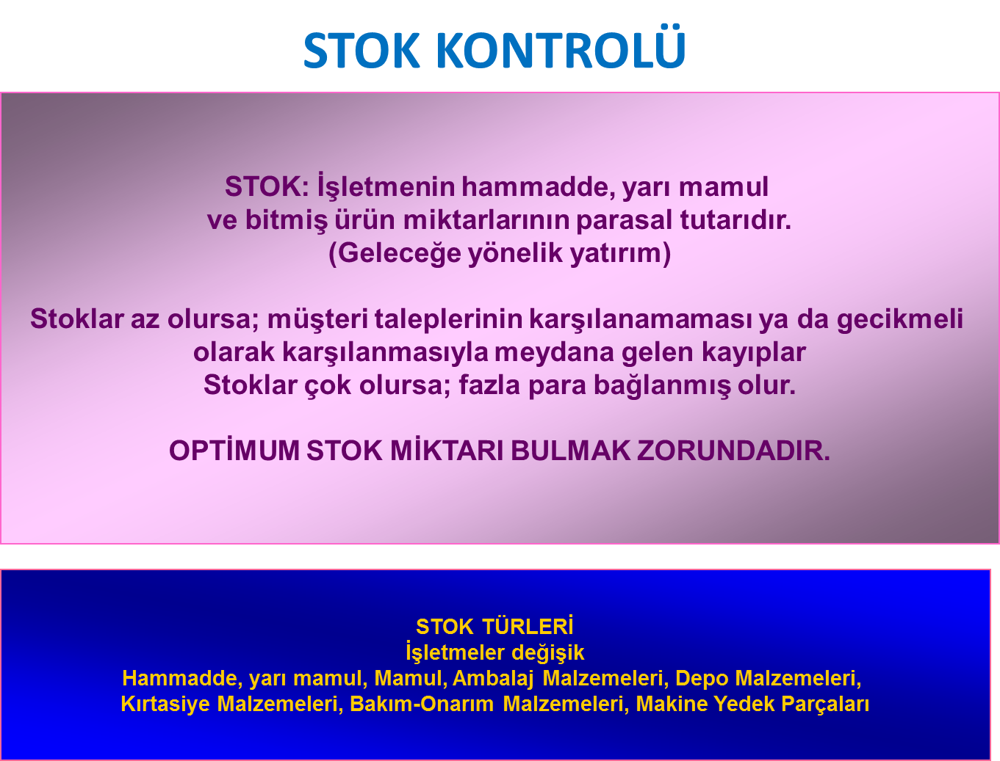 STOK KONTROLÜ
STOK: İşletmenin hammadde, yarı mamul
ve bitmiş ürün miktarlarının parasal tutarıdır.
(Geleceğe yönelik yatırım)
Stoklar az olursa; müşteri taleplerinin karşılanamaması ya da gecikmeli
olarak karşılanmasıyla meydana gelen kayıplar
Stoklar çok olursa; fazla para bağlanmış olur.
OPTİMUM STOK MİKTARI BULMAK ZORUNDADIR.
STOK TÜRLERİ
İşletmeler değişik
Hammadde, yarı mamul, Mamul, Ambalaj Malzemeleri, Depo Malzemeleri,
Kırtasiye Malzemeleri, Bakım-Onarım Malzemeleri, Makine Yedek Parçaları